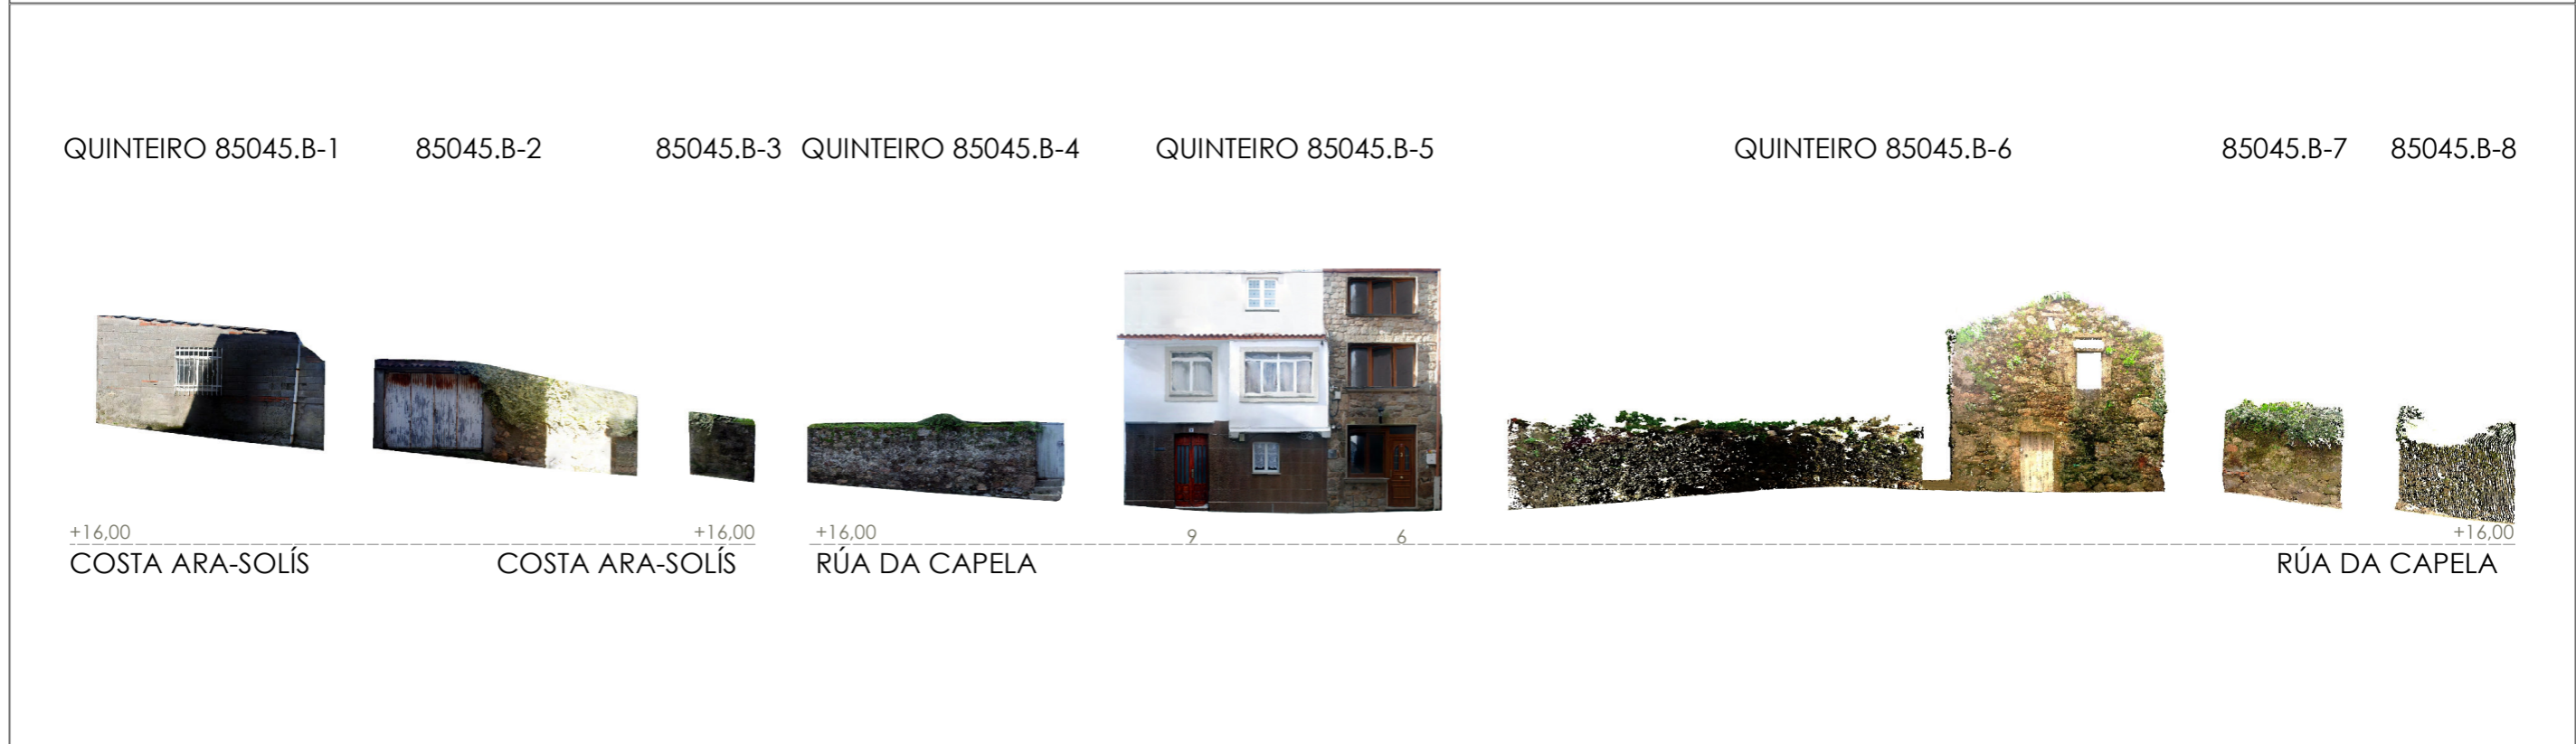 QUINTEIRO 85045.B-1 85045.B-2 85045.B-3 QUINTEIRO 85045.B-4 QUINTEIRO 85045.B-5 QUINTEIRO 85045.B-6 85045.B-7 85045.B-8
+16,00 +16,00 +16,00 9 6 +16,00
COSTA ARA-SOLÍS COSTA ARA-SOLÍS RÚA DA CAPELA RÚA DA CAPELA